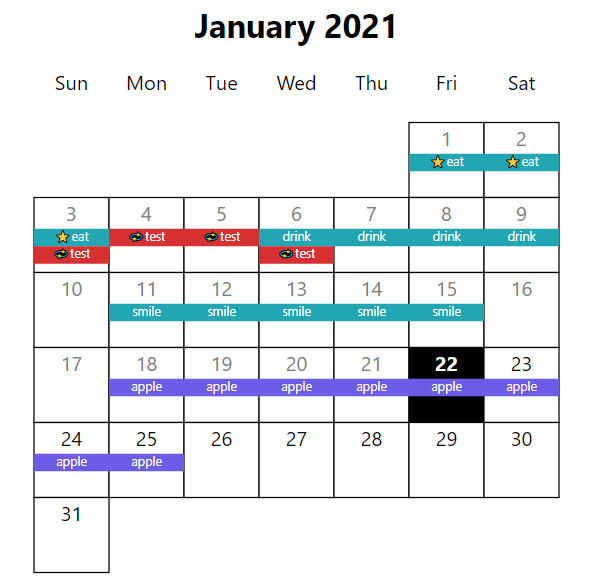 January 2021
Sun Mon Tue Wed Thu Fri Sat
1 2
eat eat
3 4 5 6 7 8 9
eat test test drink drink drink drink
test test
10 11 12 13 14 15 16
smile smile smile smile smile
17 18 19 20 21 22 23
apple apple apple apple apple apple
24 25 26 27 28 29 30
apple apple
31